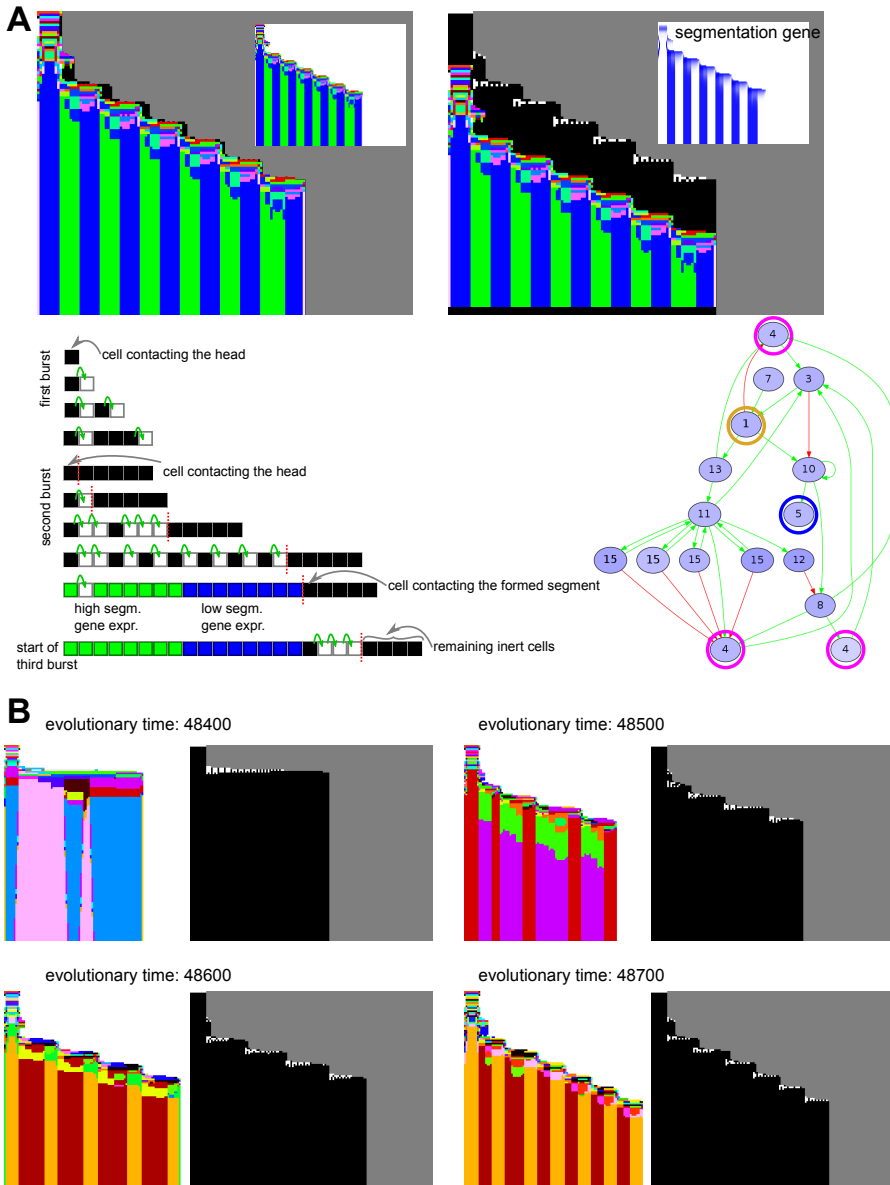 A
segmentation gene
first burst
cell contacting the head
second burst
cell contacting the head
cell contacting the formed segment
high segm.
gene expr.
low segm.
gene expr.
start of
third burst
remaining inert cells
4
7
3
1
13
10
11
5
15
15
15
15
12
8
4
4
B
evolutionary time: 48400
evolutionary time: 48500
evolutionary time: 48600
evolutionary time: 48700